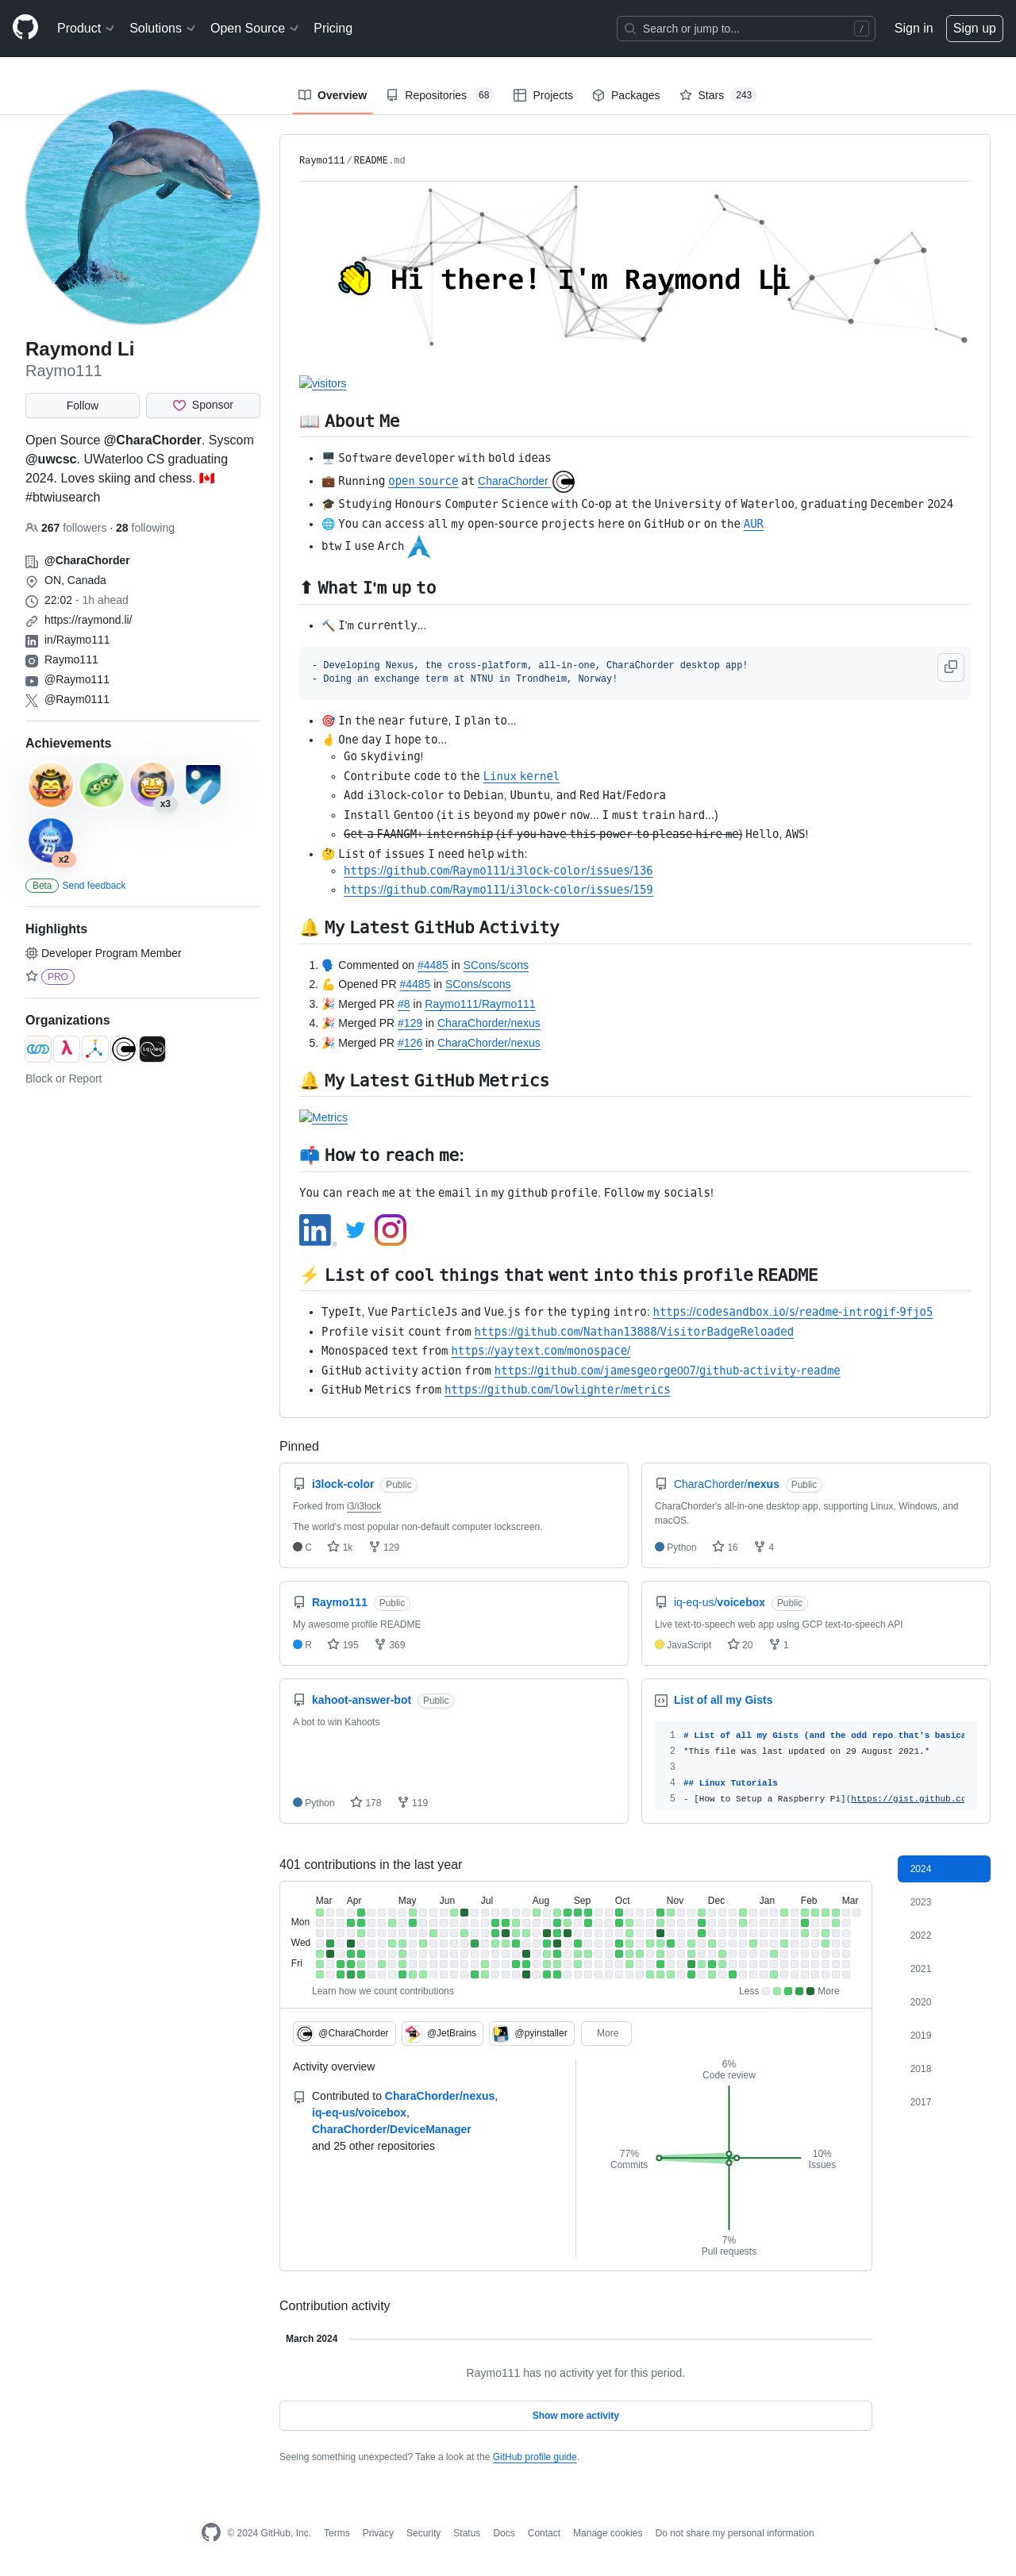 Product
Solutions
Open Source
Pricing
Search or jump to...
/
Sign in
Sign up
Overview
Repositories 68
Projects
Packages
Stars 243
Raymond Li
Raymo111
Follow
Sponsor
Open Source @CharaChorder. Syscom
@uwcsc. UWaterloo CS graduating
2024. Loves skiing and chess. 🇨🇦
#btwiusearch
267 followers · 28 following
@CharaChorder
ON, Canada
22:02 - 1h ahead
https://raymond.li/
in/Raymo111
Raymo111
@Raymo111
@Raym0111
Achievements
x3
x2
Beta Send feedback
Highlights
Developer Program Member
PRO
Organizations
Block or Report
Raymo111/README.md
👋 Hi there! I'm Raymond Li
visitors
📖 About Me
🖥️ Software developer with bold ideas
💼 Running open source at CharaChorder
🎓 Studying Honours Computer Science with Co-op at the University of Waterloo, graduating December 2024
🌐 You can access all my open-source projects here on GitHub or on the AUR
btw I use Arch
⬆ What I'm up to
🔨 I'm currently...
- Developing Nexus, the cross-platform, all-in-one, CharaChorder desktop app!
- Doing an exchange term at NTNU in Trondheim, Norway!
🎯 In the near future, I plan to...
🤞 One day I hope to...
Go skydiving!
Contribute code to the Linux kernel
Add i3lock-color to Debian, Ubuntu, and Red Hat/Fedora
Install Gentoo (it is beyond my power now... I must train hard...)
Get a FAANGM+ internship (if you have this power to please hire me) Hello, AWS!
🤔 List of issues I need help with:
https://github.com/Raymo111/i3lock-color/issues/136
https://github.com/Raymo111/i3lock-color/issues/159
🔔 My Latest GitHub Activity
1. 🗣 Commented on #4485 in SCons/scons
2. 💪 Opened PR #4485 in SCons/scons
3. 🎉 Merged PR #8 in Raymo111/Raymo111
4. 🎉 Merged PR #129 in CharaChorder/nexus
5. 🎉 Merged PR #126 in CharaChorder/nexus
🔔 My Latest GitHub Metrics
Metrics
📫 How to reach me:
You can reach me at the email in my github profile. Follow my socials!
⚡ List of cool things that went into this profile README
TypeIt, Vue ParticleJs and Vue.js for the typing intro: https://codesandbox.io/s/readme-introgif-9fjo5
Profile visit count from https://github.com/Nathan13888/VisitorBadgeReloaded
Monospaced text from https://yaytext.com/monospace/
GitHub activity action from https://github.com/jamesgeorge007/github-activity-readme
GitHub Metrics from https://github.com/lowlighter/metrics
Pinned
i3lock-color Public
Forked from i3/i3lock
The world's most popular non-default computer lockscreen.
C 1k 129
CharaChorder/nexus Public
CharaChorder's all-in-one desktop app, supporting Linux, Windows, and
macOS.
Python 16 4
Raymo111 Public
My awesome profile README
R 195 369
iq-eq-us/voicebox Public
Live text-to-speech web app using GCP text-to-speech API
JavaScript 20 1
kahoot-answer-bot Public
A bot to win Kahoots
Python 178 119
List of all my Gists
1 # List of all my Gists (and the odd repo that's basica
2 *This file was last updated on 29 August 2021.*
3
4 ## Linux Tutorials
5 - [How to Setup a Raspberry Pi](https://gist.github.co
401 contributions in the last year
Mar Apr May Jun Jul Aug Sep Oct Nov Dec Jan Feb Mar
Mon
Wed
Fri
Learn how we count contributions
Less More
@CharaChorder
@JetBrains
@pyinstaller
More
Activity overview
Contributed to CharaChorder/nexus,
iq-eq-us/voicebox,
CharaChorder/DeviceManager
and 25 other repositories
6%
Code review
77%
Commits
10%
Issues
7%
Pull requests
2024
2023
2022
2021
2020
2019
2018
2017
Contribution activity
March 2024
Raymo111 has no activity yet for this period.
Show more activity
Seeing something unexpected? Take a look at the GitHub profile guide.
© 2024 GitHub, Inc.
Terms
Privacy
Security
Status
Docs
Contact
Manage cookies
Do not share my personal information